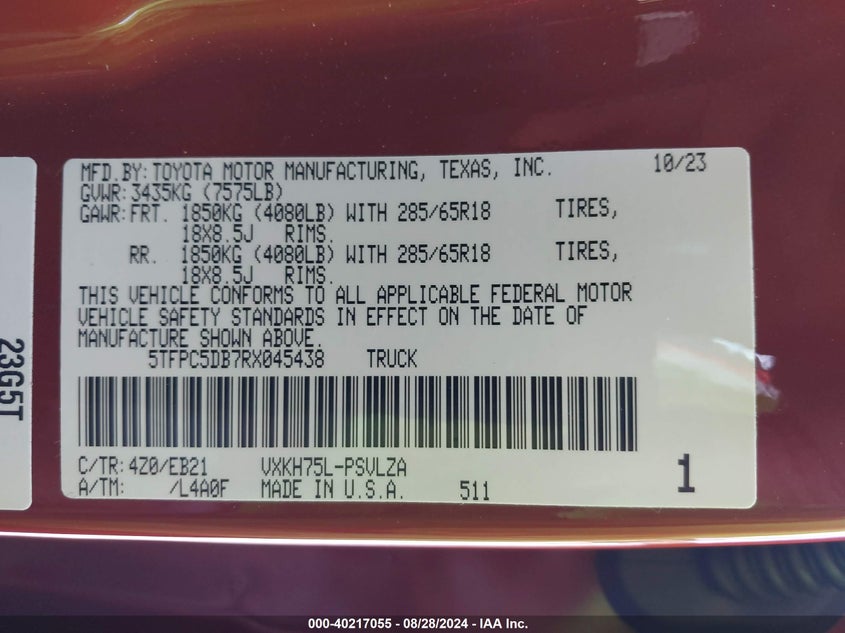 MFD.BY: TOYOTA MOTOR MANUFACTURING, TEXAS, INC. 10/23
GVWR: 3435KG (7575LB)
GAWR: FRT. 1850KG (4080LB) WITH 285/65R18 TIRES,
18X8.5J RIMS.
RR. 1850KG (4080LB) WITH 285/65R18 TIRES,
18X8.5J RIMS.
THIS VEHICLE CONFORMS TO ALL APPLICABLE FEDERAL MOTOR
VEHICLE SAFETY STANDARDS IN EFFECT ON THE DATE OF
MANUFACTURE SHOWN ABOVE.
5TFPC5DB7RX045438 TRUCK
C/TR: 4Z0/EB21 VXKH75L-PSVLZA
A/TM: /L4A0F MADE IN U.S.A. 511 1
23G5T
000-40217055 - 08/28/2024 - IAA Inc.